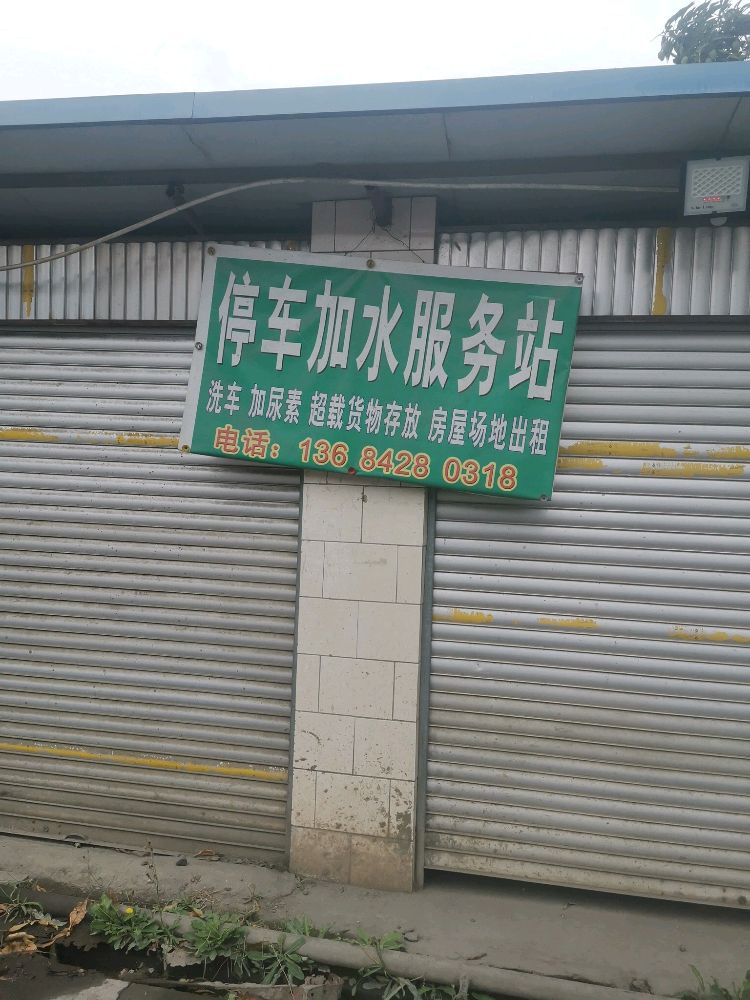 停车加水服务站
洗车 加尿素 超载货物存放 房屋场地出租
电话：136 8428 0318